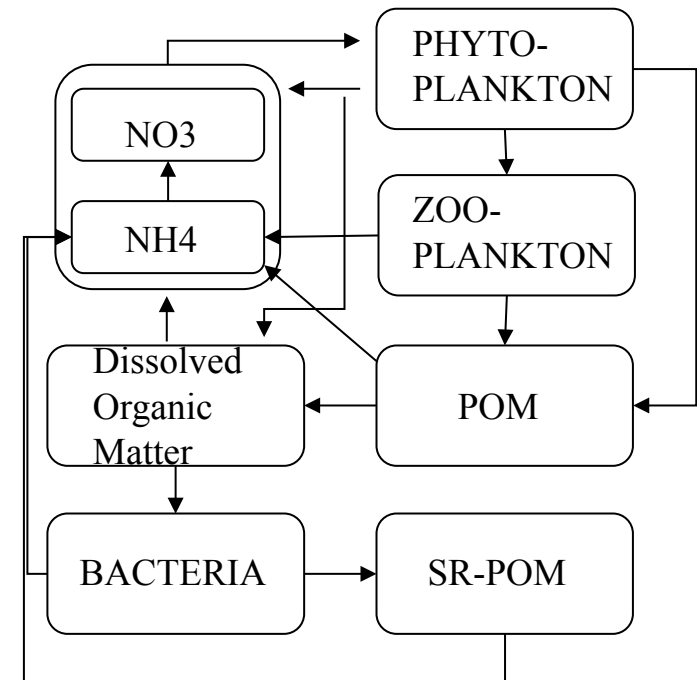 PHYTO-
PLANKTON
NO3
NH4
ZOO-
PLANKTON
Dissolved
Organic
Matter
POM
BACTERIA
SR-POM